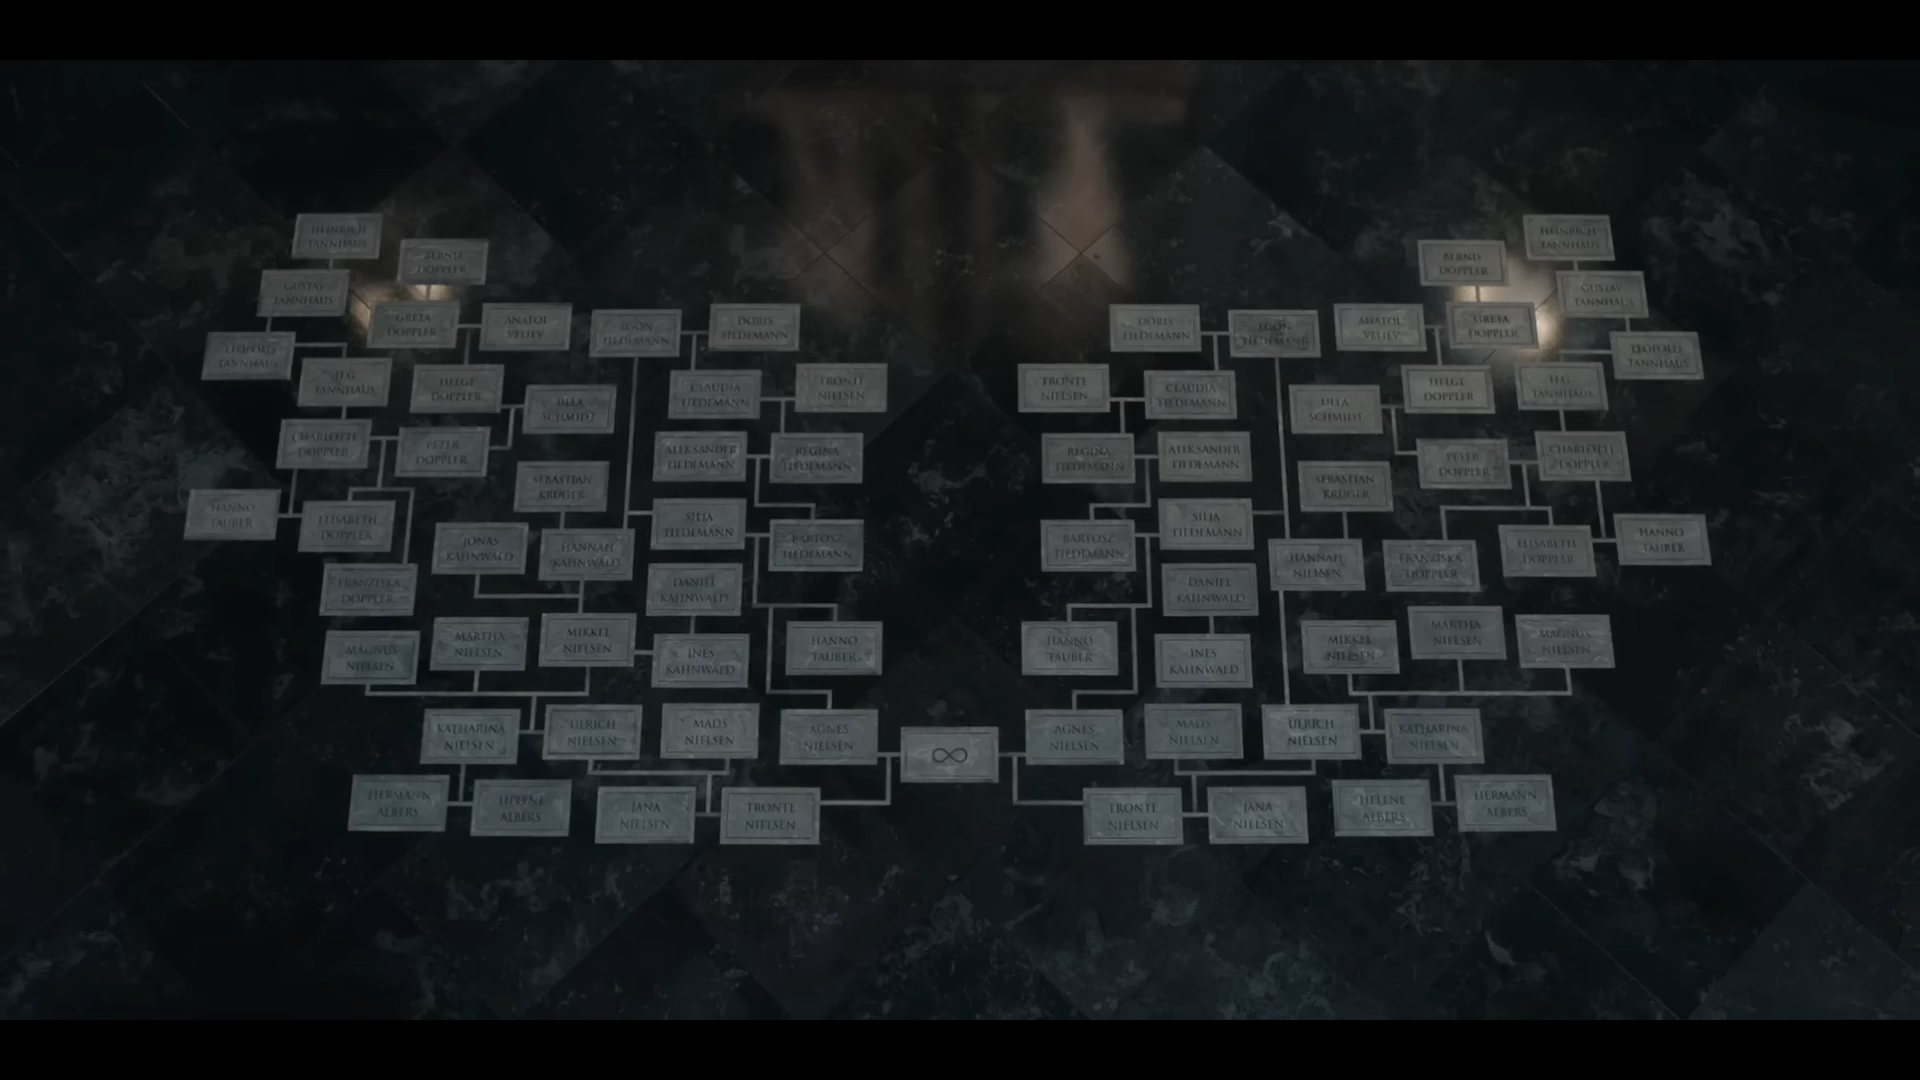 HEINRICH
TANNHAUS
BERND
DOPPLER
GUSTAV
TANNHAUS
GRETA
DOPPLER
ANATOL
VELIEV
EGON
TIEDEMANN
DORIS
TIEDEMANN
LEOPOLD
TANNHAUS
H.G.
TANNHAUS
HELGE
DOPPLER
ULLA
SCHMIDT
CLAUDIA
TIEDEMANN
TRONTE
NIELSEN
CHARLOTTE
DOPPLER
PETER
DOPPLER
SEBASTIAN
KRÜGER
ALEKSANDER
TIEDEMANN
REGINA
TIEDEMANN
HANNO
TAUBER
ELISABETH
DOPPLER
JONAS
KAHNWALD
HANNAH
KAHNWALD
SILJA
TIEDEMANN
BARTOSZ
TIEDEMANN
FRANZISKA
DOPPLER
DANIEL
KAHNWALD
MAGNUS
NIELSEN
MARTHA
NIELSEN
MIKKEL
NIELSEN
INES
KAHNWALD
HANNO
TAUBER
KATHARINA
NIELSEN
ULRICH
NIELSEN
MADS
NIELSEN
AGNES
NIELSEN
HERMANN
ALBERS
HELENE
ALBERS
JANA
NIELSEN
TRONTE
NIELSEN
∞
HEINRICH
TANNHAUS
BERND
DOPPLER
GUSTAV
TANNHAUS
DORIS
TIEDEMANN
EGON
TIEDEMANN
ANATOL
VELIEV
GRETA
DOPPLER
LEOPOLD
TANNHAUS
TRONTE
NIELSEN
CLAUDIA
TIEDEMANN
ULLA
SCHMIDT
HELGE
DOPPLER
H.G.
TANNHAUS
REGINA
TIEDEMANN
ALEKSANDER
TIEDEMANN
SEBASTIAN
KRÜGER
PETER
DOPPLER
CHARLOTTE
DOPPLER
BARTOSZ
TIEDEMANN
SILJA
TIEDEMANN
HANNAH
NIELSEN
FRANZISKA
DOPPLER
ELISABETH
DOPPLER
HANNO
TAUBER
DANIEL
KAHNWALD
HANNO
TAUBER
INES
KAHNWALD
MIKKEL
NIELSEN
MARTHA
NIELSEN
MAGNUS
NIELSEN
AGNES
NIELSEN
MADS
NIELSEN
ULRICH
NIELSEN
KATHARINA
NIELSEN
TRONTE
NIELSEN
JANA
NIELSEN
HELENE
ALBERS
HERMANN
ALBERS